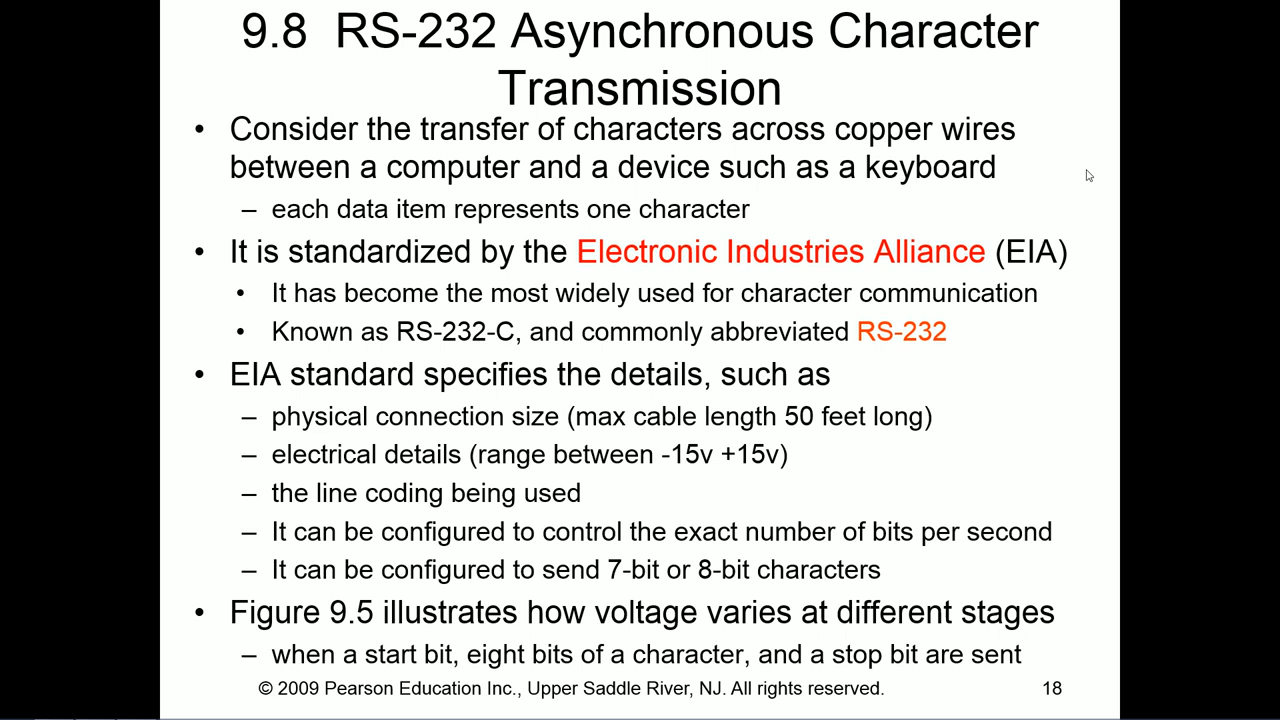 9.8 RS-232 Asynchronous Character
Transmission
• Consider the transfer of characters across copper wires
between a computer and a device such as a keyboard
– each data item represents one character
• It is standardized by the Electronic Industries Alliance (EIA)
• It has become the most widely used for character communication
• Known as RS-232-C, and commonly abbreviated RS-232
• EIA standard specifies the details, such as
– physical connection size (max cable length 50 feet long)
– electrical details (range between -15v +15v)
– the line coding being used
– It can be configured to control the exact number of bits per second
– It can be configured to send 7-bit or 8-bit characters
• Figure 9.5 illustrates how voltage varies at different stages
– when a start bit, eight bits of a character, and a stop bit are sent
© 2009 Pearson Education Inc., Upper Saddle River, NJ. All rights reserved.
18